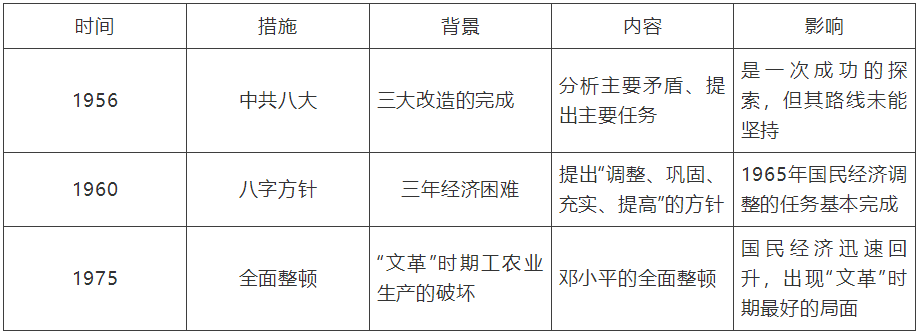 时间 措施 背景 内容 影响
1956 中共八大 三大改造的完成 分析主要矛盾、提出主要任务 是一次成功的探索，但其路线未能坚持
1960 八字方针 三年经济困难 提出“调整、巩固、充实、提高”的方针 1965年国民经济调整的任务基本完成
1975 全面整顿 “文革”时期工农业生产的破坏 邓小平的全面整顿 国民经济迅速回升，出现“文革”时期最好的局面